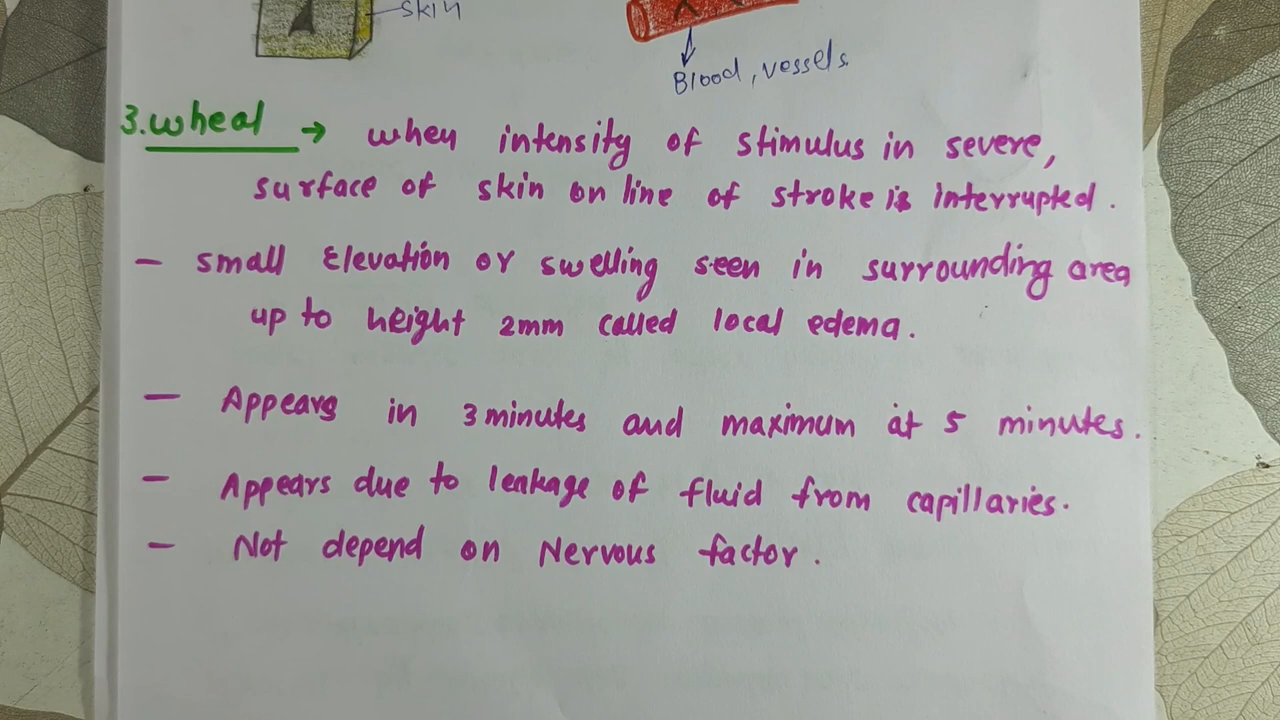 skin
Blood, vessels.
3. wheal → when intensity of stimulus in severe,
surface of skin on line of stroke is interrupted.
- small Elevation or swelling seen in surrounding area
up to height 2mm called local edema.
- Appears in 3 minutes and maximum at 5 minutes.
- Appears due to leakage of fluid from capillaries.
- Not depend on Nervous factor.